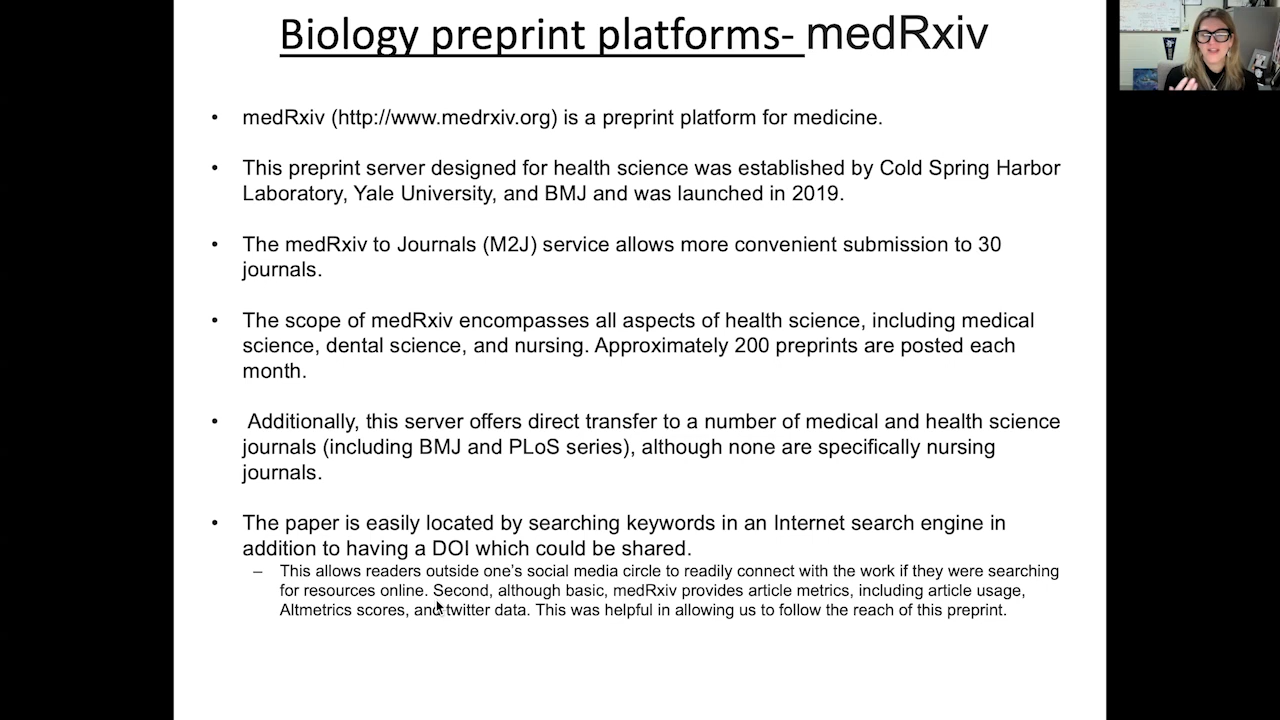 Biology preprint platforms- medRxiv
• medRxiv (http://www.medrxiv.org) is a preprint platform for medicine.
• This preprint server designed for health science was established by Cold Spring Harbor
Laboratory, Yale University, and BMJ and was launched in 2019.
• The medRxiv to Journals (M2J) service allows more convenient submission to 30
journals.
• The scope of medRxiv encompasses all aspects of health science, including medical
science, dental science, and nursing. Approximately 200 preprints are posted each
month.
• Additionally, this server offers direct transfer to a number of medical and health science
journals (including BMJ and PLoS series), although none are specifically nursing
journals.
• The paper is easily located by searching keywords in an Internet search engine in
addition to having a DOI which could be shared.
– This allows readers outside one's social media circle to readily connect with the work if they were searching
for resources online. Second, although basic, medRxiv provides article metrics, including article usage,
Altmetrics scores, and twitter data. This was helpful in allowing us to follow the reach of this preprint.